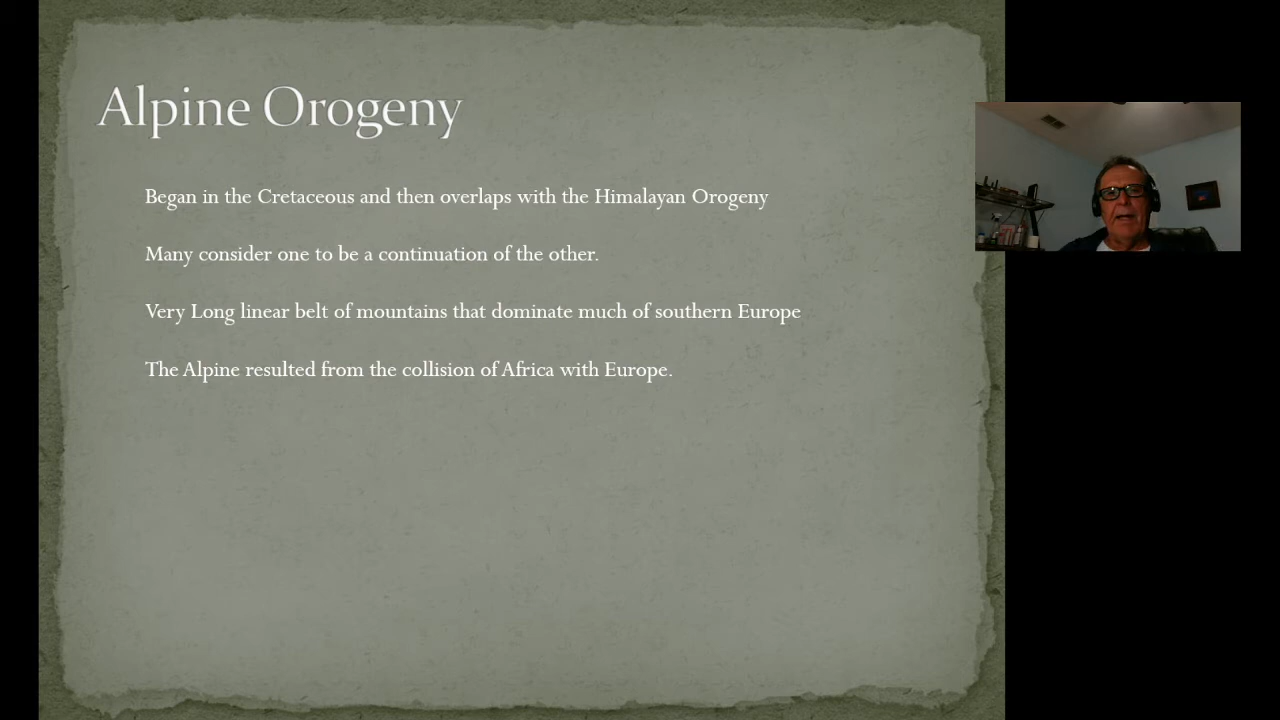 Alpine Orogeny
Began in the Cretaceous and then overlaps with the Himalayan Orogeny
Many consider one to be a continuation of the other.
Very Long linear belt of mountains that dominate much of southern Europe
The Alpine resulted from the collision of Africa with Europe.